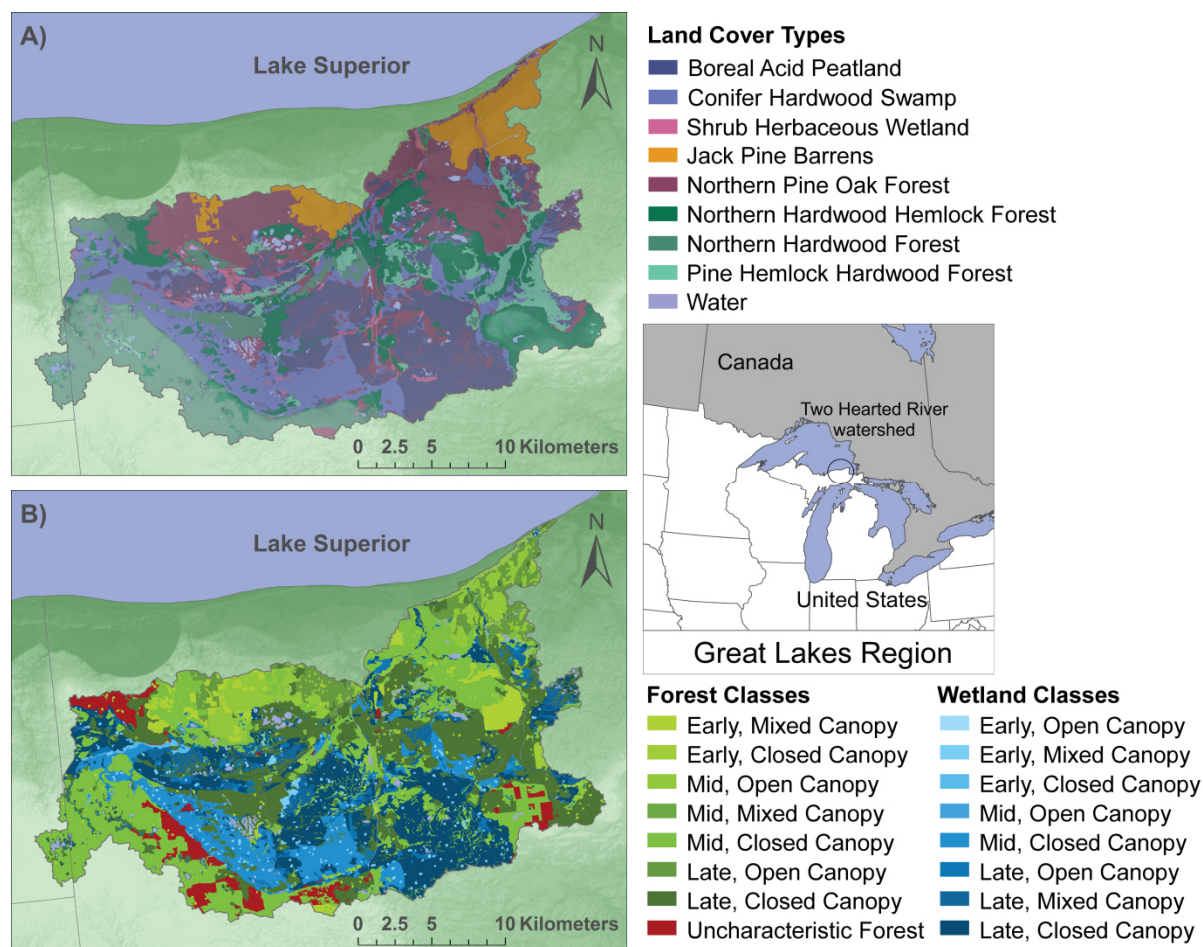 A)
Lake Superior
N
0 2.5 5 10 Kilometers
B)
Lake Superior
N
0 2.5 5 10 Kilometers
Land Cover Types
Boreal Acid Peatland
Conifer Hardwood Swamp
Shrub Herbaceous Wetland
Jack Pine Barrens
Northern Pine Oak Forest
Northern Hardwood Hemlock Forest
Northern Hardwood Forest
Pine Hemlock Hardwood Forest
Water
Canada
Two Hearted River
watershed
United States
Great Lakes Region
Forest Classes
Early, Mixed Canopy
Early, Closed Canopy
Mid, Open Canopy
Mid, Mixed Canopy
Mid, Closed Canopy
Late, Open Canopy
Late, Closed Canopy
Uncharacteristic Forest
Wetland Classes
Early, Open Canopy
Early, Mixed Canopy
Early, Closed Canopy
Mid, Open Canopy
Mid, Closed Canopy
Late, Open Canopy
Late, Mixed Canopy
Late, Closed Canopy